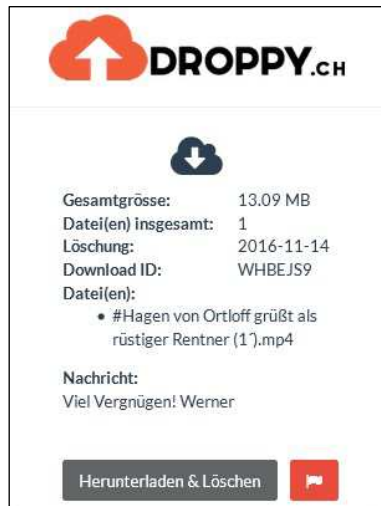 DROPPY.CH
Gesamtgrösse: 13.09 MB
Datei(en) insgesamt: 1
Löschung: 2016-11-14
Download ID: WHBEJS9
Datei(en):
• #Hagen von Ortloff grüßt als
rüstiger Rentner (1´).mp4
Nachricht:
Viel Vergnügen! Werner
Herunterladen & Löschen